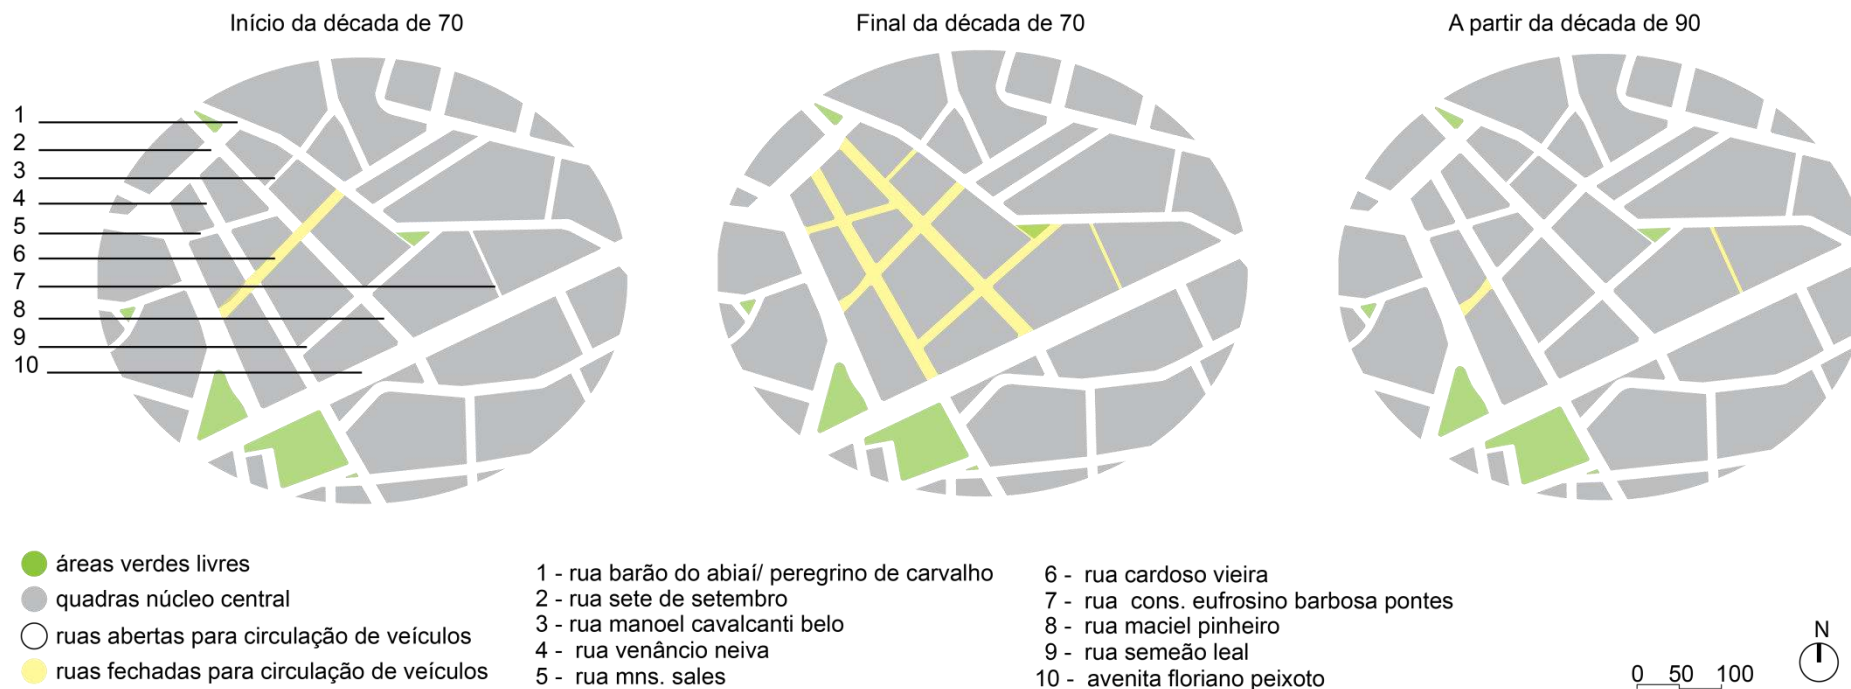 Início da década de 70
Final da década de 70
A partir da década de 90
1
2
3
4
5
6
7
8
9
10
áreas verdes livres
quadras núcleo central
ruas abertas para circulação de veículos
ruas fechadas para circulação de veículos
1 - rua barão do abiaí/ peregrino de carvalho
2 - rua sete de setembro
3 - rua manoel cavalcanti belo
4 - rua venâncio neiva
5 - rua mns. sales
6 - rua cardoso vieira
7 - rua cons. eufrosino barbosa pontes
8 - rua maciel pinheiro
9 - rua semeão leal
10 - avenita floriano peixoto
0 50 100
N